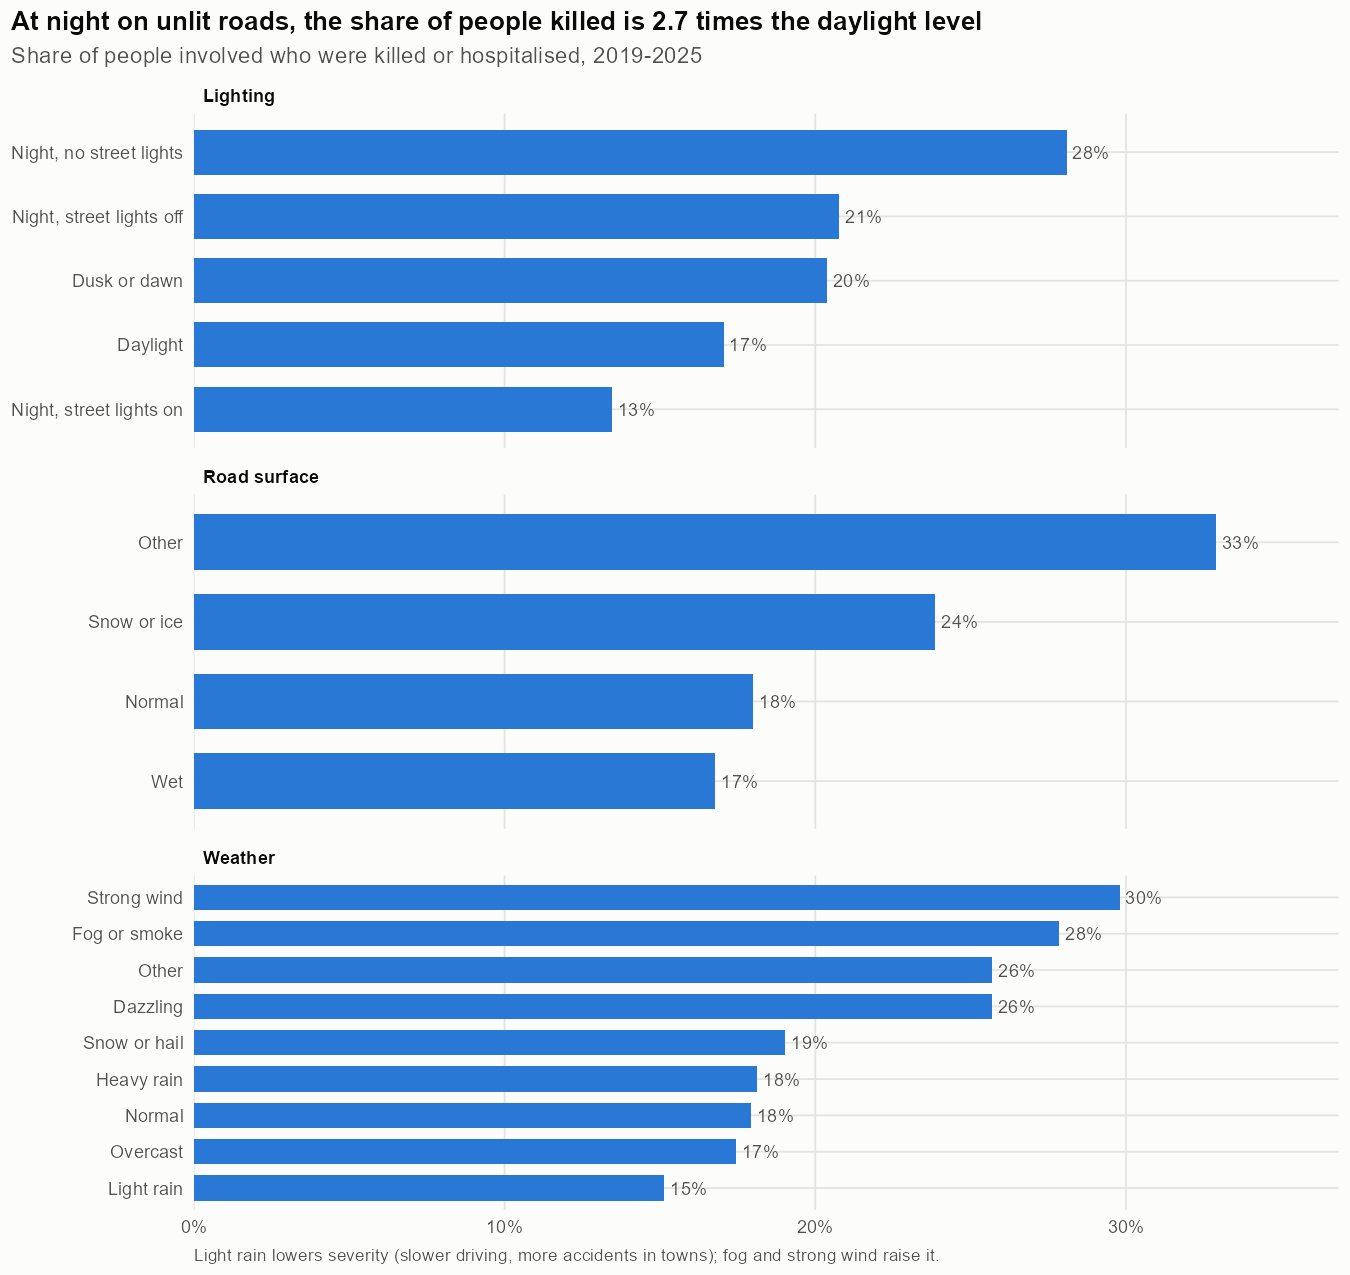 At night on unlit roads, the share of people killed is 2.7 times the daylight level
Share of people involved who were killed or hospitalised, 2019-2025
Lighting
Night, no street lights 28%
Night, street lights off 21%
Dusk or dawn 20%
Daylight 17%
Night, street lights on 13%
Road surface
Other 33%
Snow or ice 24%
Normal 18%
Wet 17%
Weather
Strong wind 30%
Fog or smoke 28%
Other 26%
Dazzling 26%
Snow or hail 19%
Heavy rain 18%
Normal 18%
Overcast 17%
Light rain 15%
0% 10% 20% 30%
Light rain lowers severity (slower driving, more accidents in towns); fog and strong wind raise it.